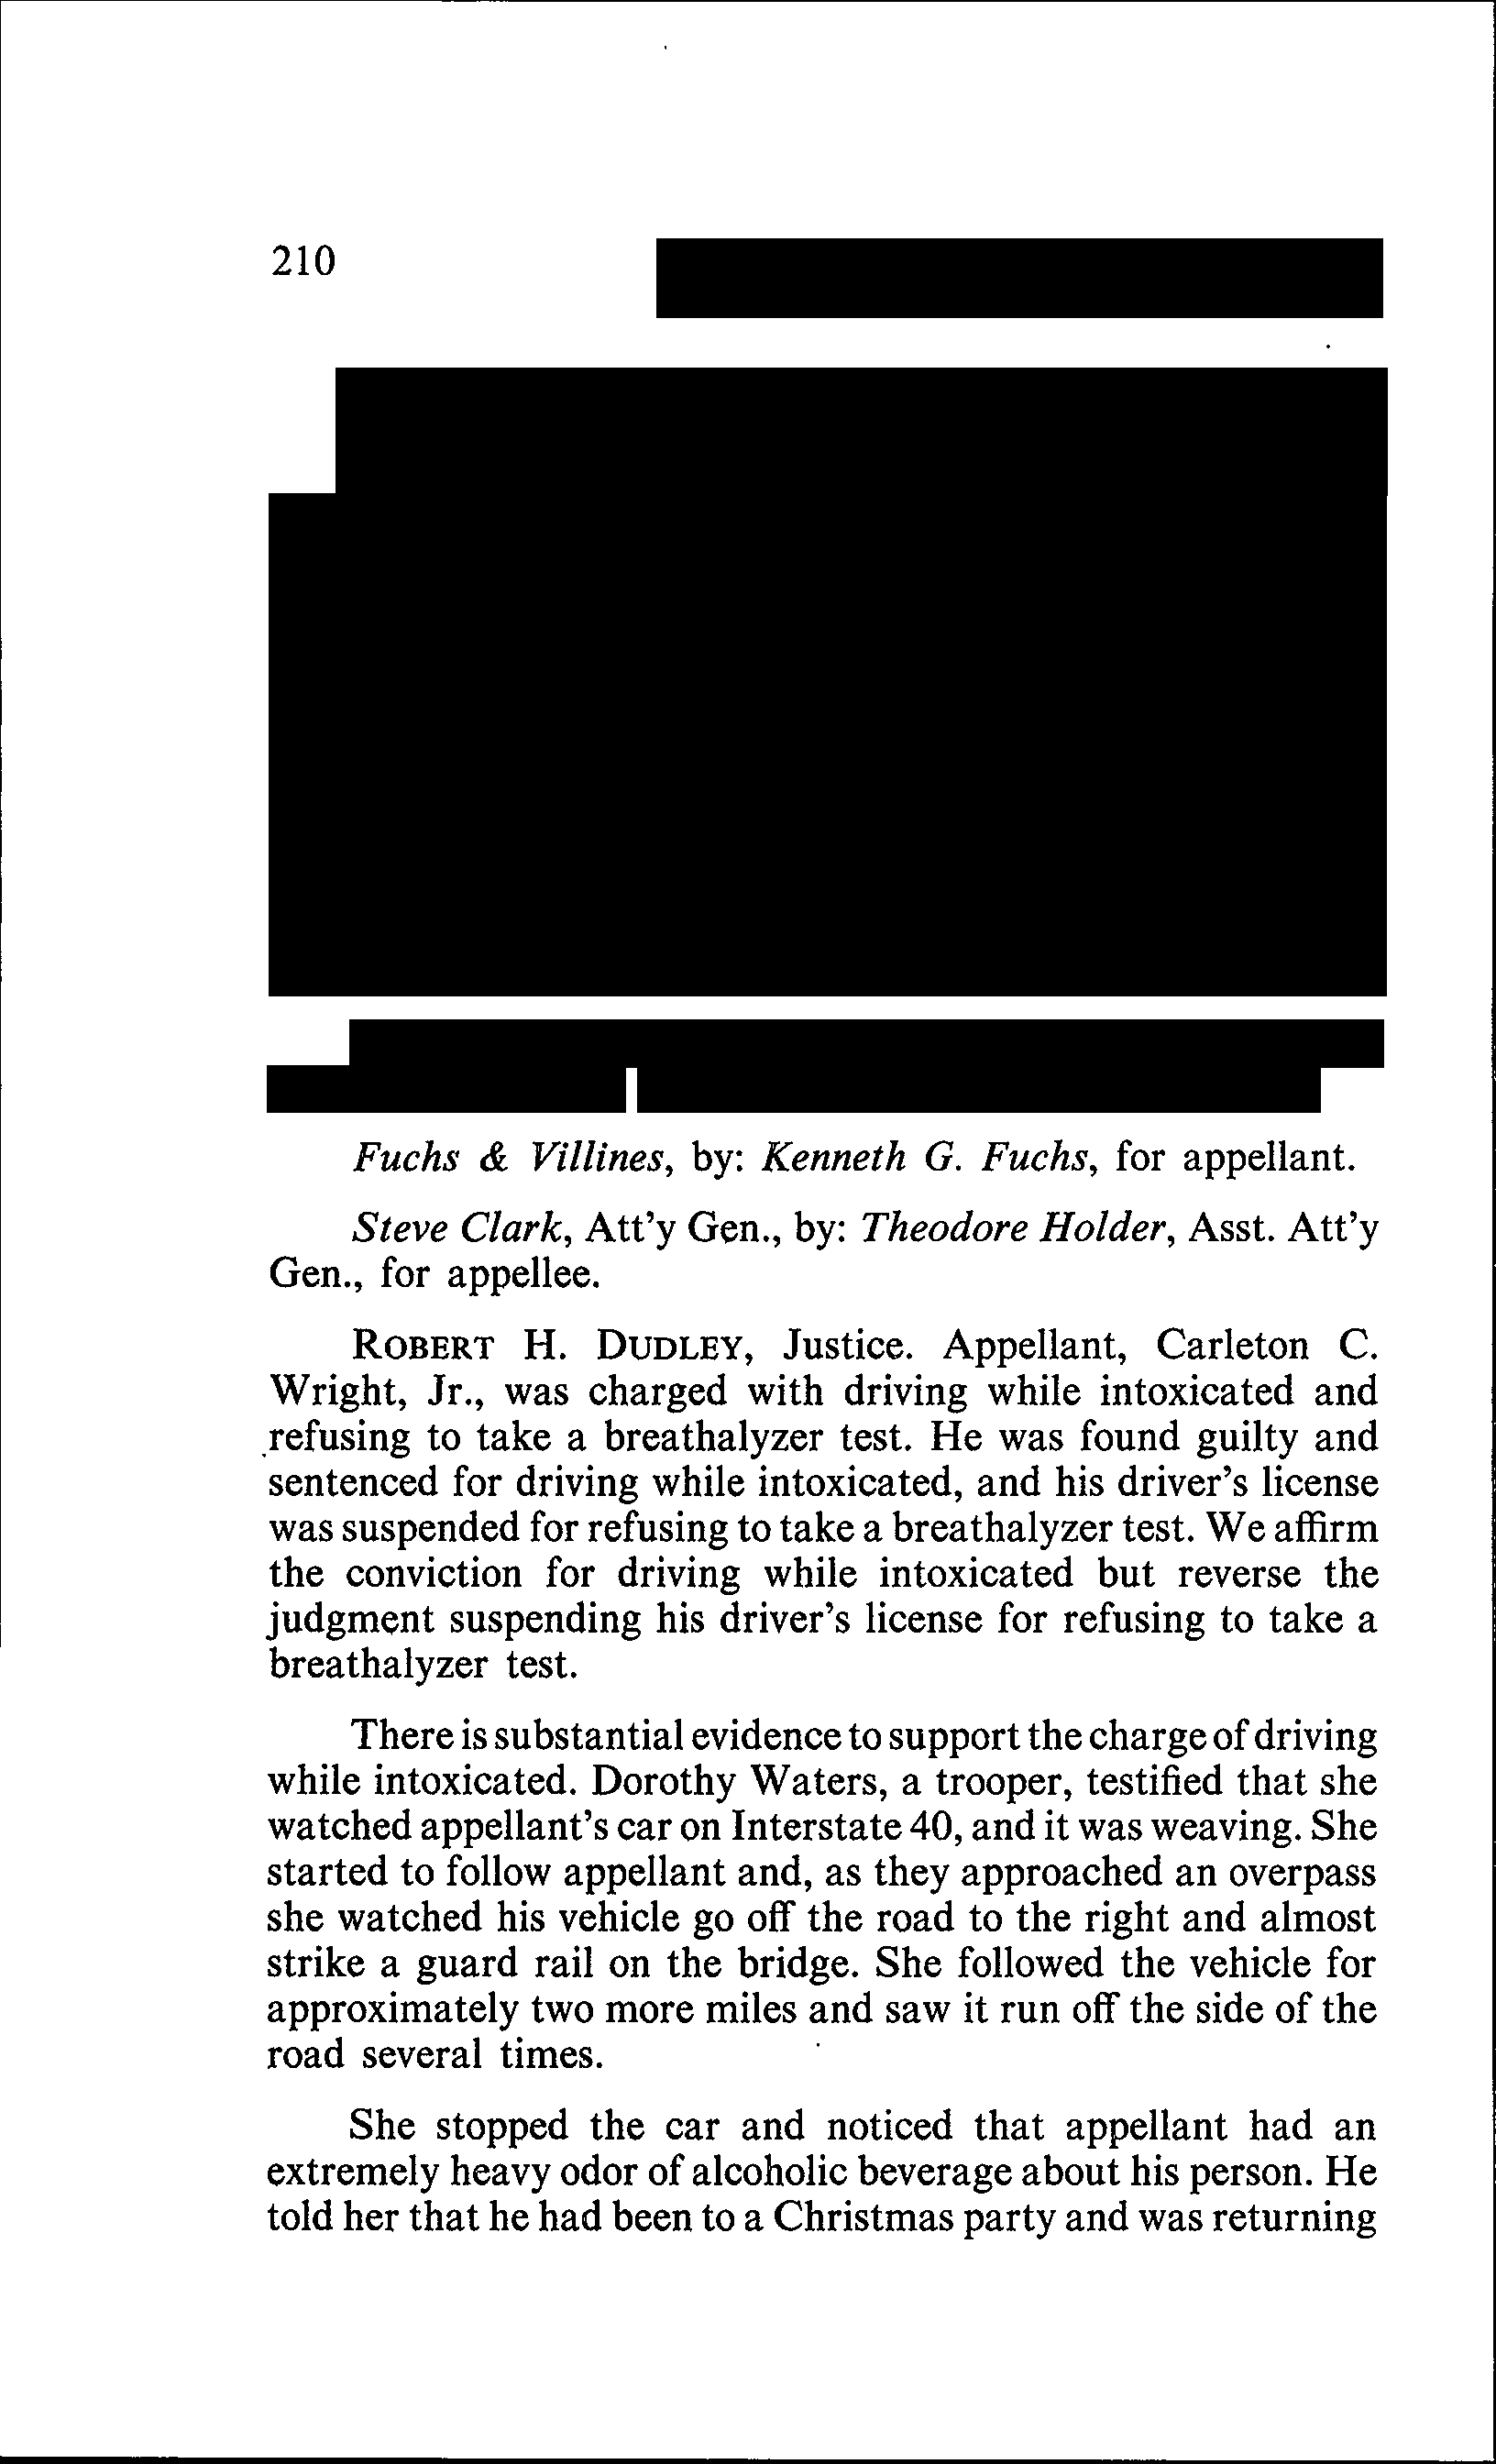 210
Fuchs & Villines, by: Kenneth G. Fuchs, for appellant.
Steve Clark, Att'y Gen., by: Theodore Holder, Asst. Att'y
Gen., for appellee.
ROBERT H. DUDLEY, Justice. Appellant, Carleton C.
Wright, Jr., was charged with driving while intoxicated and
refusing to take a breathalyzer test. He was found guilty and
sentenced for driving while intoxicated, and his driver's license
was suspended for refusing to take a breathalyzer test. We affirm
the conviction for driving while intoxicated but reverse the
judgment suspending his driver's license for refusing to take a
breathalyzer test.
There is substantial evidence to support the charge of driving
while intoxicated. Dorothy Waters, a trooper, testified that she
watched appellant's car on Interstate 40, and it was weaving. She
started to follow appellant and, as they approached an overpass
she watched his vehicle go off the road to the right and almost
strike a guard rail on the bridge. She followed the vehicle for
approximately two more miles and saw it run off the side of the
road several times.
She stopped the car and noticed that appellant had an
extremely heavy odor of alcoholic beverage about his person. He
told her that he had been to a Christmas party and was returning